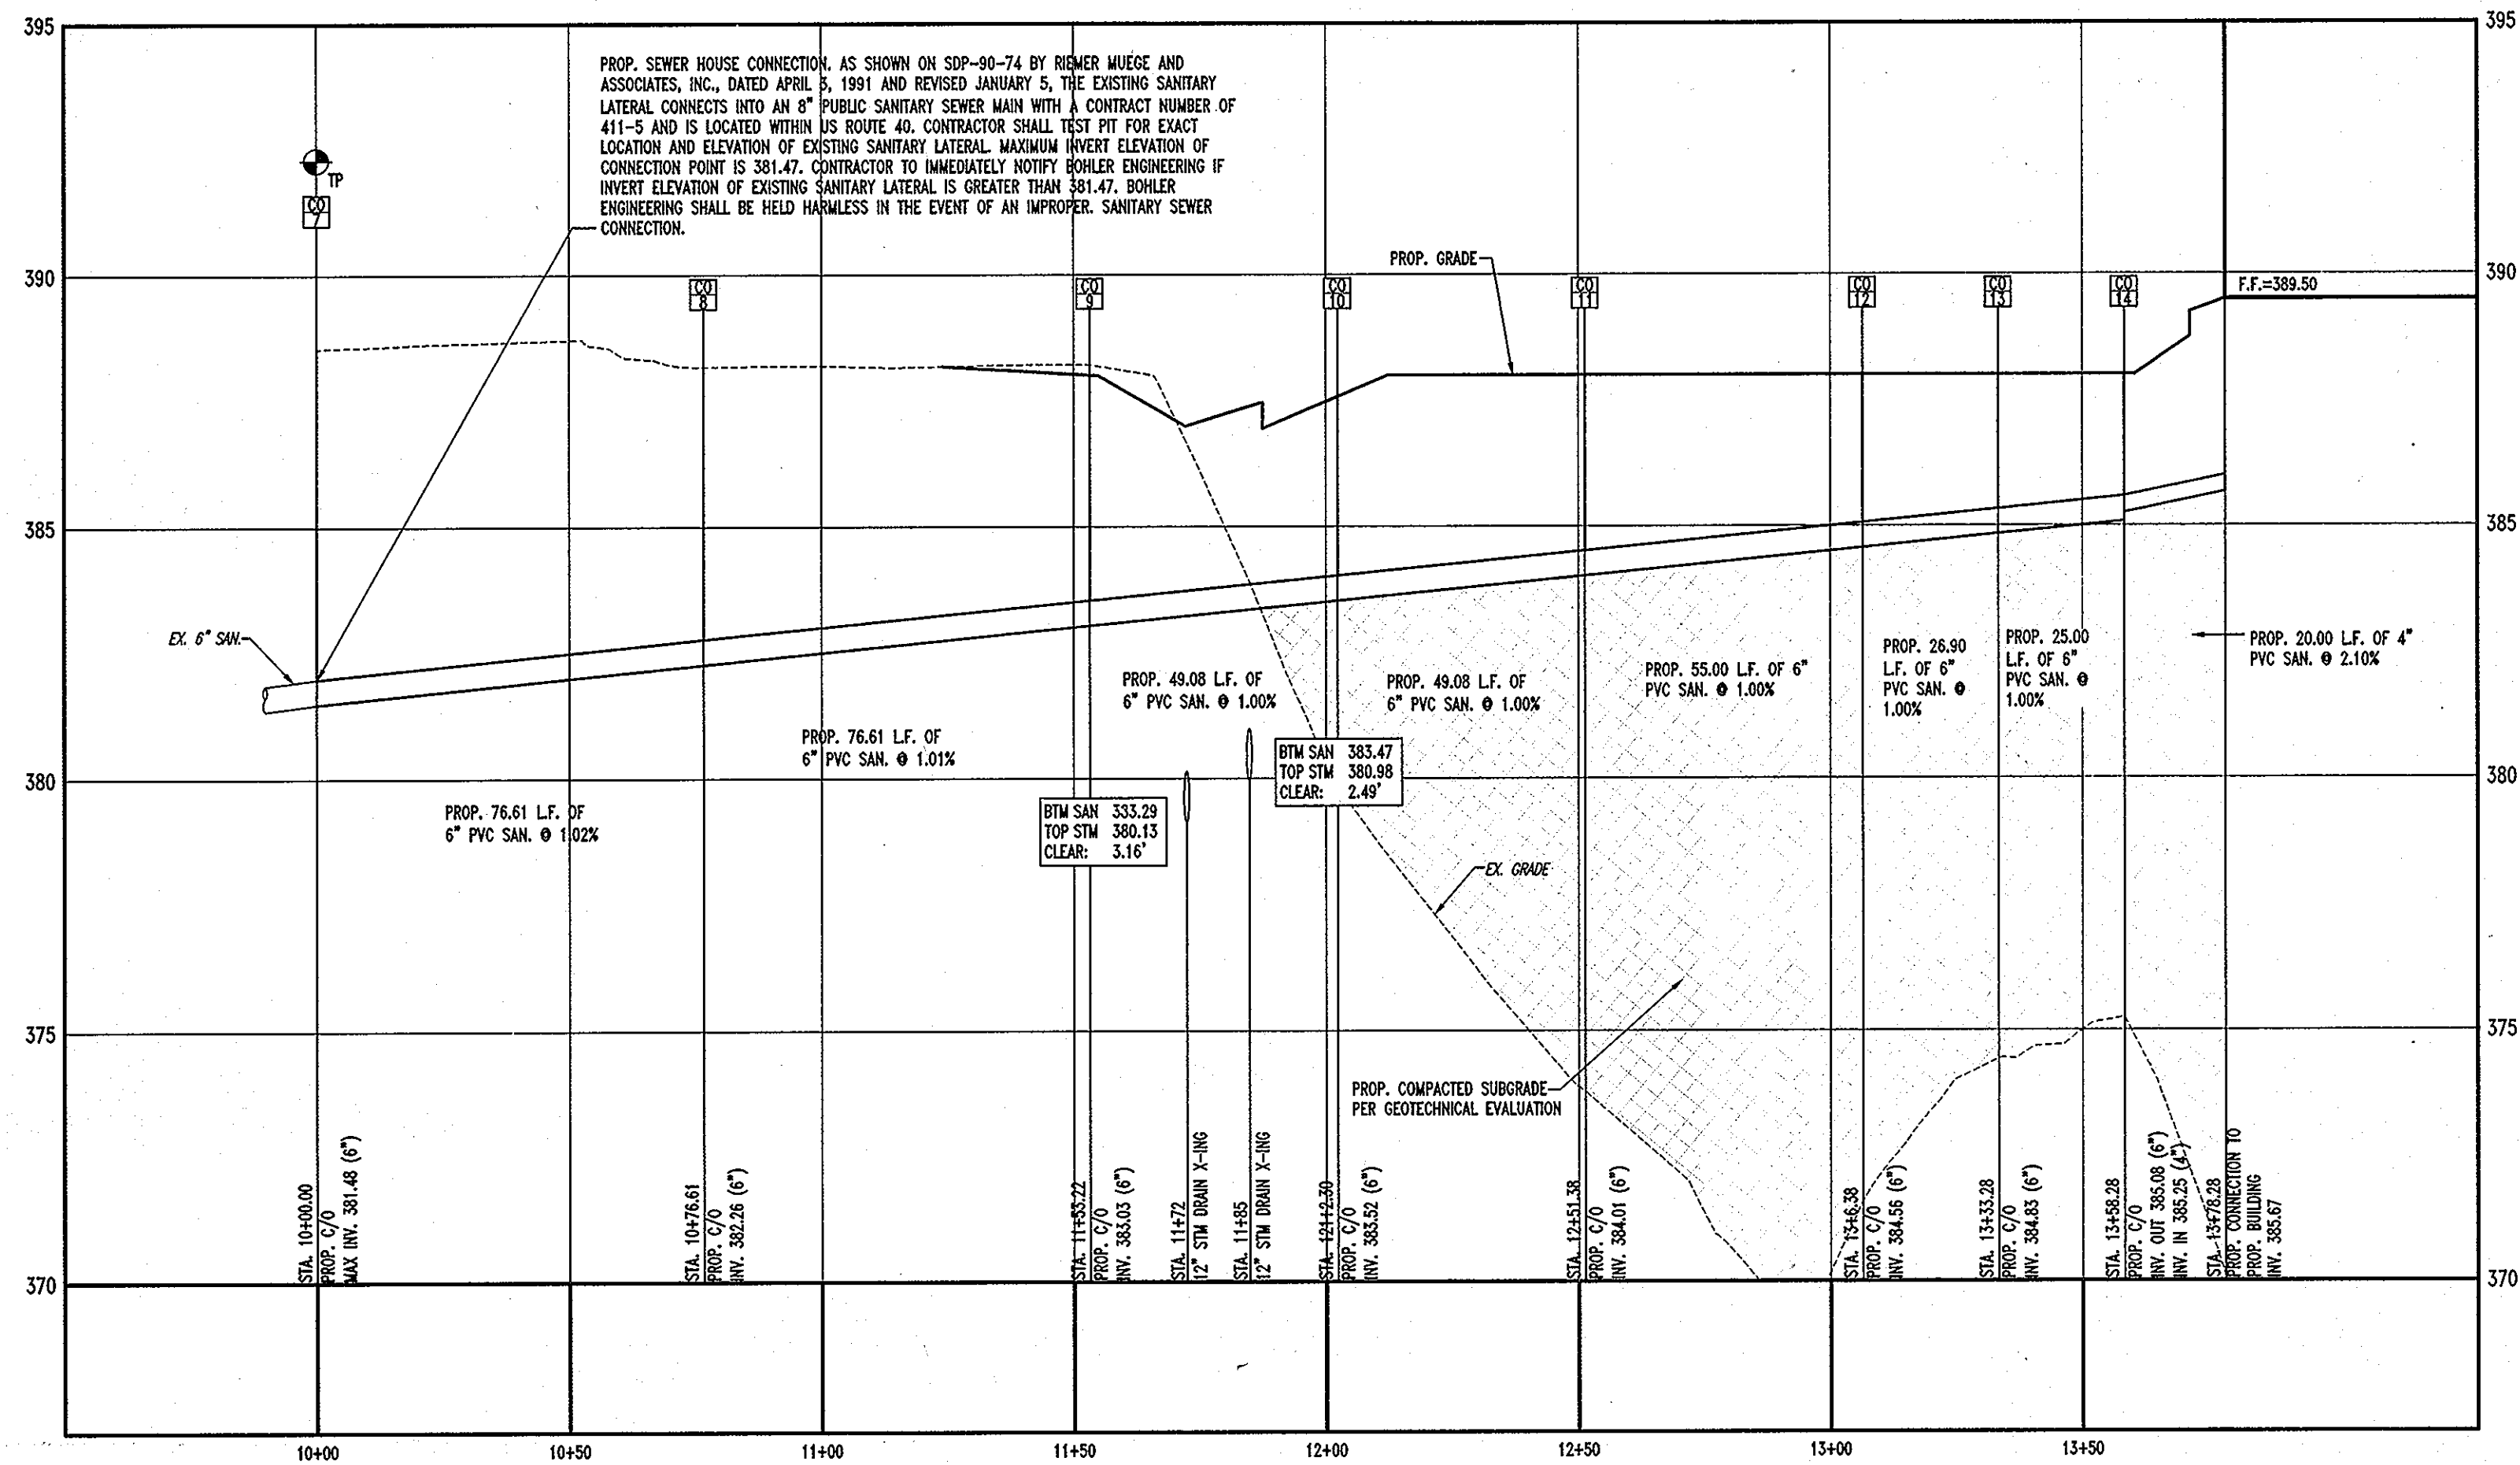 395
395
PROP. SEWER HOUSE CONNECTION. AS SHOWN ON SDP-90-74 BY RIEMER MUEGE AND
ASSOCIATES, INC., DATED APRIL 3, 1991 AND REVISED JANUARY 5, THE EXISTING SANITARY
LATERAL CONNECTS INTO AN 8" PUBLIC SANITARY SEWER MAIN WITH A CONTRACT NUMBER OF
411-5 AND IS LOCATED WITHIN US ROUTE 40. CONTRACTOR SHALL TEST PIT FOR EXACT
LOCATION AND ELEVATION OF EXISTING SANITARY LATERAL. MAXIMUM INVERT ELEVATION OF
CONNECTION POINT IS 381.47. CONTRACTOR TO IMMEDIATELY NOTIFY BOHLER ENGINEERING IF
INVERT ELEVATION OF EXISTING SANITARY LATERAL IS GREATER THAN 381.47. BOHLER
ENGINEERING SHALL BE HELD HARMLESS IN THE EVENT OF AN IMPROPER. SANITARY SEWER
CONNECTION.
TP
CO
7
PROP. GRADE
390
390
CO
8
CO
9
CO
10
CO
11
CO
12
CO
13
CO
14
F.F.=389.50
385
385
EX. 6" SAN.
PROP. 76.61 L.F. OF
6" PVC SAN. @ 1.02%
PROP. 76.61 L.F. OF
6" PVC SAN. @ 1.01%
PROP. 49.08 L.F. OF
6" PVC SAN. @ 1.00%
PROP. 49.08 L.F. OF
6" PVC SAN. @ 1.00%
PROP. 55.00 L.F. OF 6"
PVC SAN. @ 1.00%
PROP. 26.90
L.F. OF 6"
PVC SAN. @
1.00%
PROP. 25.00
L.F. OF 6"
PVC SAN. @
1.00%
PROP. 20.00 L.F. OF 4"
PVC SAN. @ 2.10%
BTM SAN 333.29
TOP STM 380.13
CLEAR: 3.16'
BTM SAN 383.47
TOP STM 380.98
CLEAR: 2.49'
380
380
EX. GRADE
375
375
PROP. COMPACTED SUBGRADE
PER GEOTECHNICAL EVALUATION
STA. 10+00.00
PROP. C/O
MAX INV. 381.48 (6")
STA. 10+76.61
PROP. C/O
INV. 382.26 (6")
STA. 11+53.22
PROP. C/O
INV. 383.03 (6")
STA. 11+72
12" STM DRAIN X-ING
STA. 11+85
12" STM DRAIN X-ING
STA. 121+2.30
PROP. C/O
INV. 383.52 (6")
STA. 12+51.38
PROP. C/O
INV. 384.01 (6")
STA. 13+6.38
PROP. C/O
INV. 384.56 (6")
STA. 13+33.28
PROP. C/O
INV. 384.83 (6")
STA. 13+58.28
PROP. C/O
INV. OUT 385.08 (6")
INV. IN 385.25 (4")
STA. 13+78.28
PROP. CONNECTION TO
PROP. BUILDING
INV. 385.67
370
370
10+00
10+50
11+00
11+50
12+00
12+50
13+00
13+50